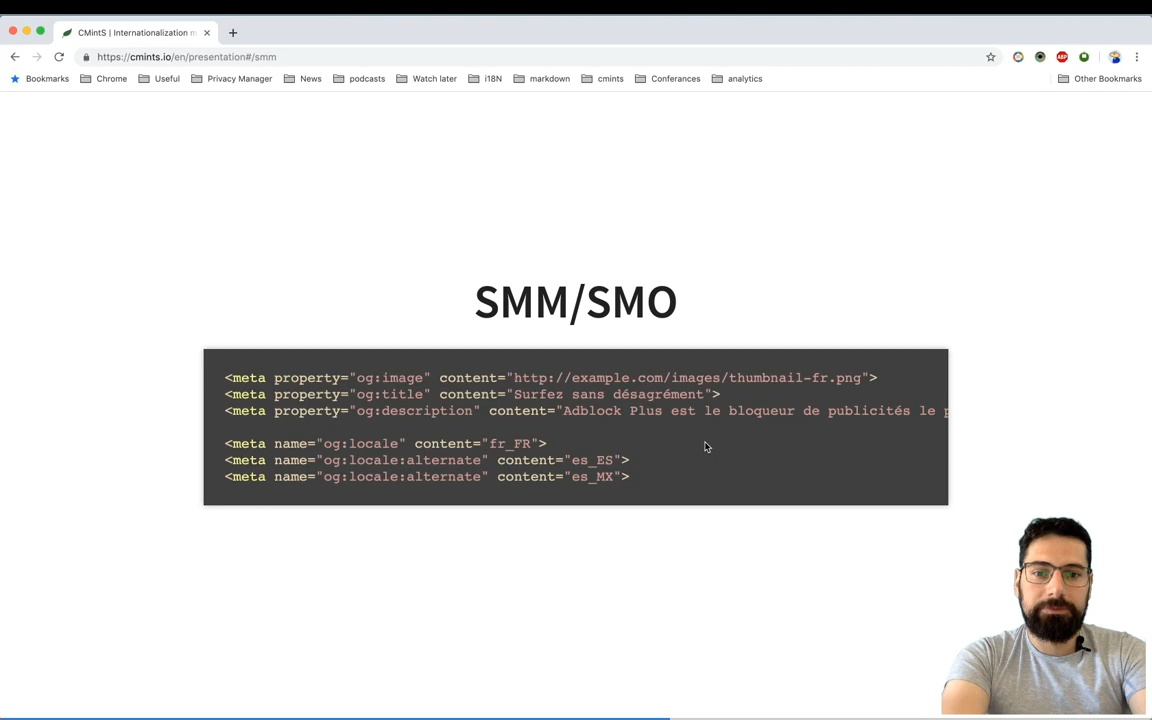 CMintS | Internationalization
https://cmints.io/en/presentation#/smm
Bookmarks Chrome Useful Privacy Manager News podcasts Watch later i18N markdown cmints Conferances analytics Other Bookmarks
ABP
SMM/SMO
<meta property="og:image" content="http://example.com/images/thumbnail-fr.png">
<meta property="og:title" content="Surfez sans désagrément">
<meta property="og:description" content="Adblock Plus est le bloqueur de publicités le p
<meta name="og:locale" content="fr_FR">
<meta name="og:locale:alternate" content="es_ES">
<meta name="og:locale:alternate" content="es_MX">